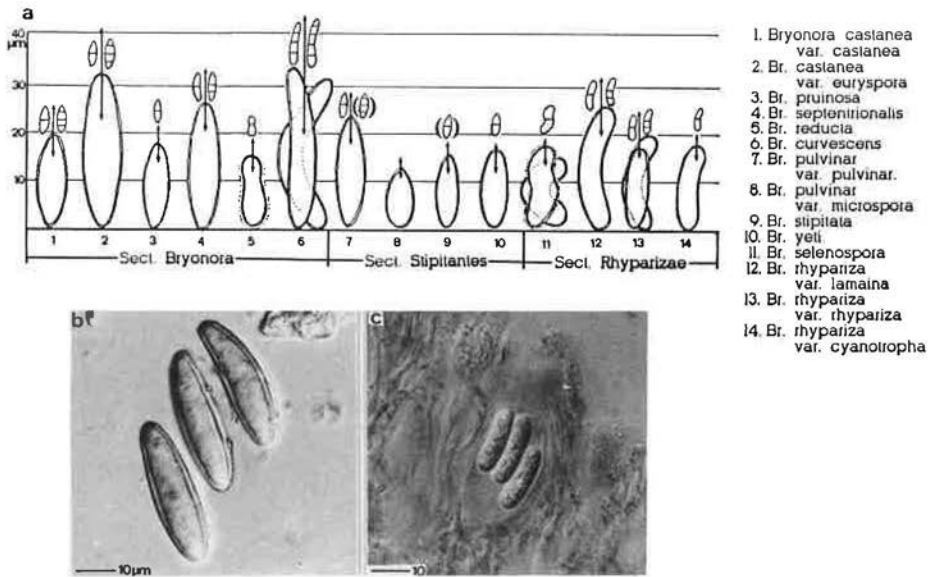 a
40
µm
30
20
10
1 2 3 4 5 6 7 8 9 10 11 12 13 14
Sect. Bryonora Sect. Stipitantes Sect. Rhyparizae
1. Bryonora castanea
var. castanea
2. Br. castanea
var. euryspora
3. Br. pruinosa
4. Br. septentrionalis
5. Br. reducta
6. Br. curvescens
7. Br. pulvinar
var. pulvinar.
8. Br. pulvinar
var. microspora
9. Br. stipitata
10. Br. yeti
11. Br. selenospora
12. Br. rhypariza
var. lamaina
13. Br. rhypariza
var. rhypariza
14. Br. rhypariza
var. cyanotropha
b
10µm
c
10